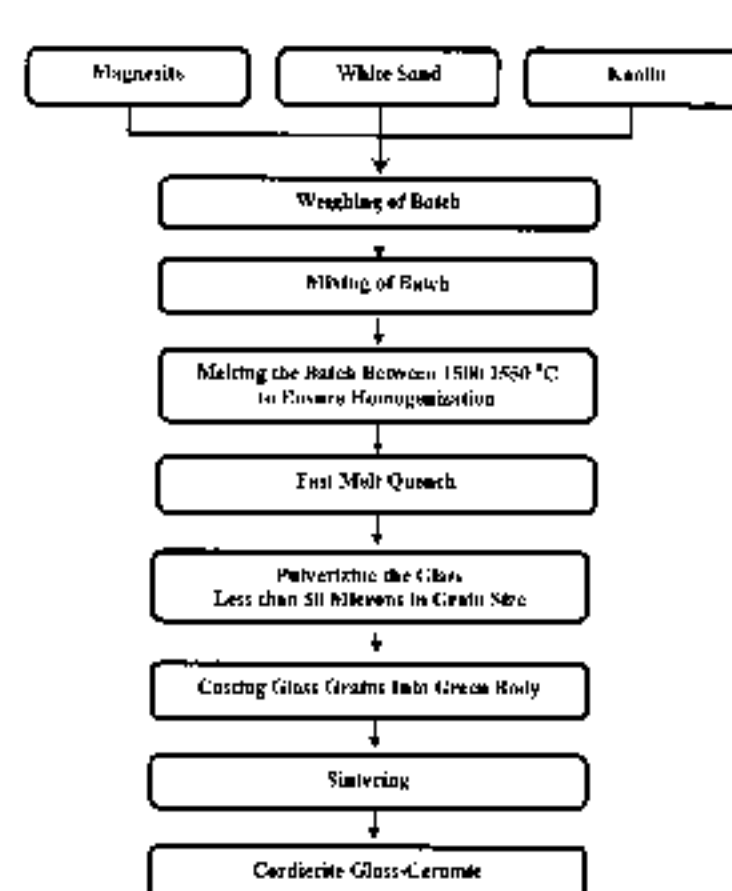 Magnesite
White Sand
Kaolin
Weighing of Batch
Mixing of Batch
Melting the Batch Between 1500 1550 °C
to Ensure Homogenization
Fast Melt Quench
Pulverizing the Glass
Less than 50 Microns in Grain Size
Casting Glass Grains Into Green Body
Sintering
Cordierite Glass-Ceramic